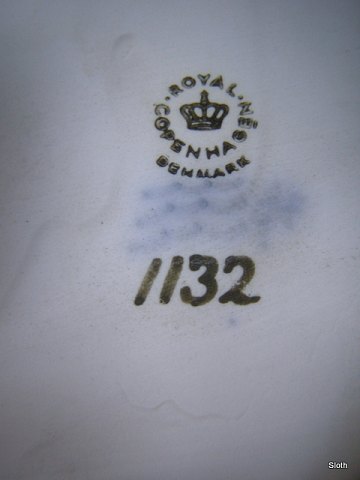 ROYAL
COPENHAGEN
DENMARK
1132
Sloth